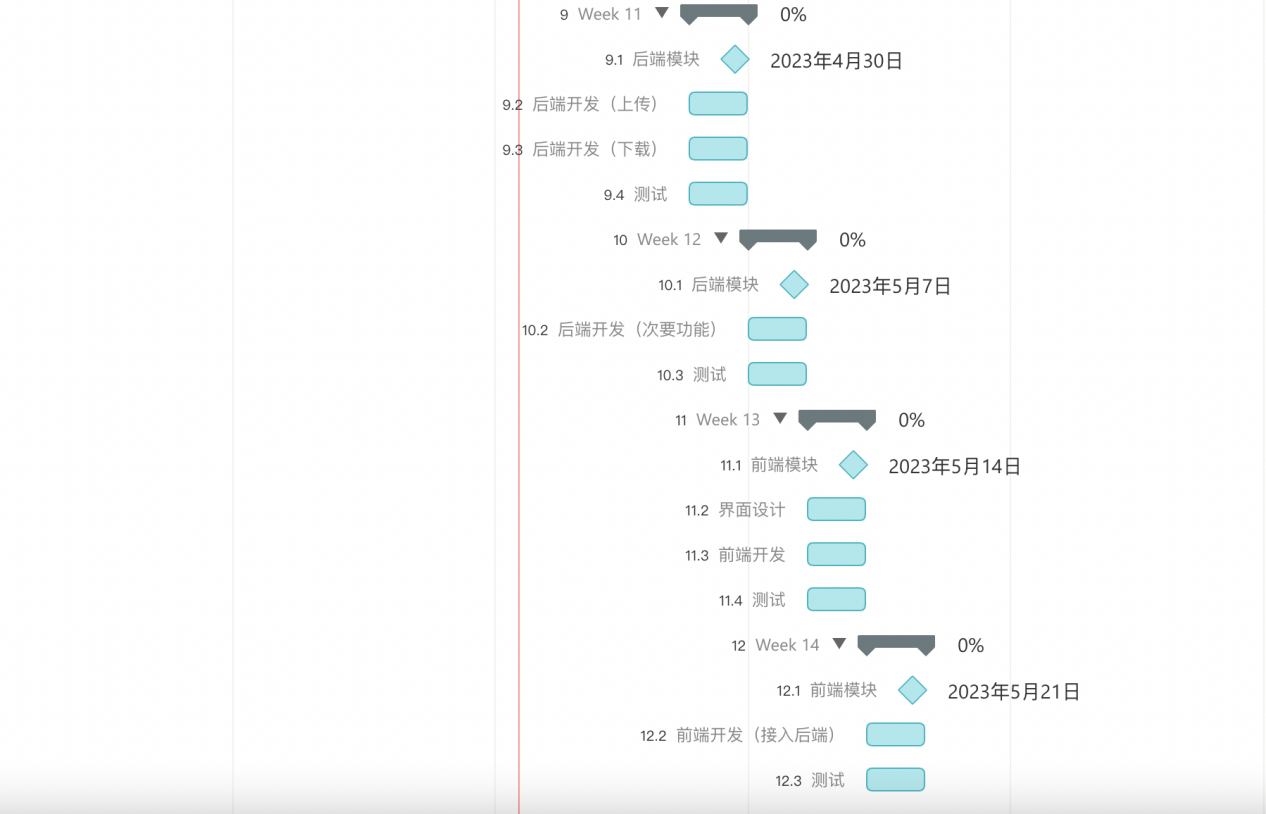 9 Week 11 ▼ 0%
9.1 后端模块 2023年4月30日
9.2 后端开发（上传）
9.3 后端开发（下载）
9.4 测试
10 Week 12 ▼ 0%
10.1 后端模块 2023年5月7日
10.2 后端开发（次要功能）
10.3 测试
11 Week 13 ▼ 0%
11.1 前端模块 2023年5月14日
11.2 界面设计
11.3 前端开发
11.4 测试
12 Week 14 ▼ 0%
12.1 前端模块 2023年5月21日
12.2 前端开发（接入后端）
12.3 测试